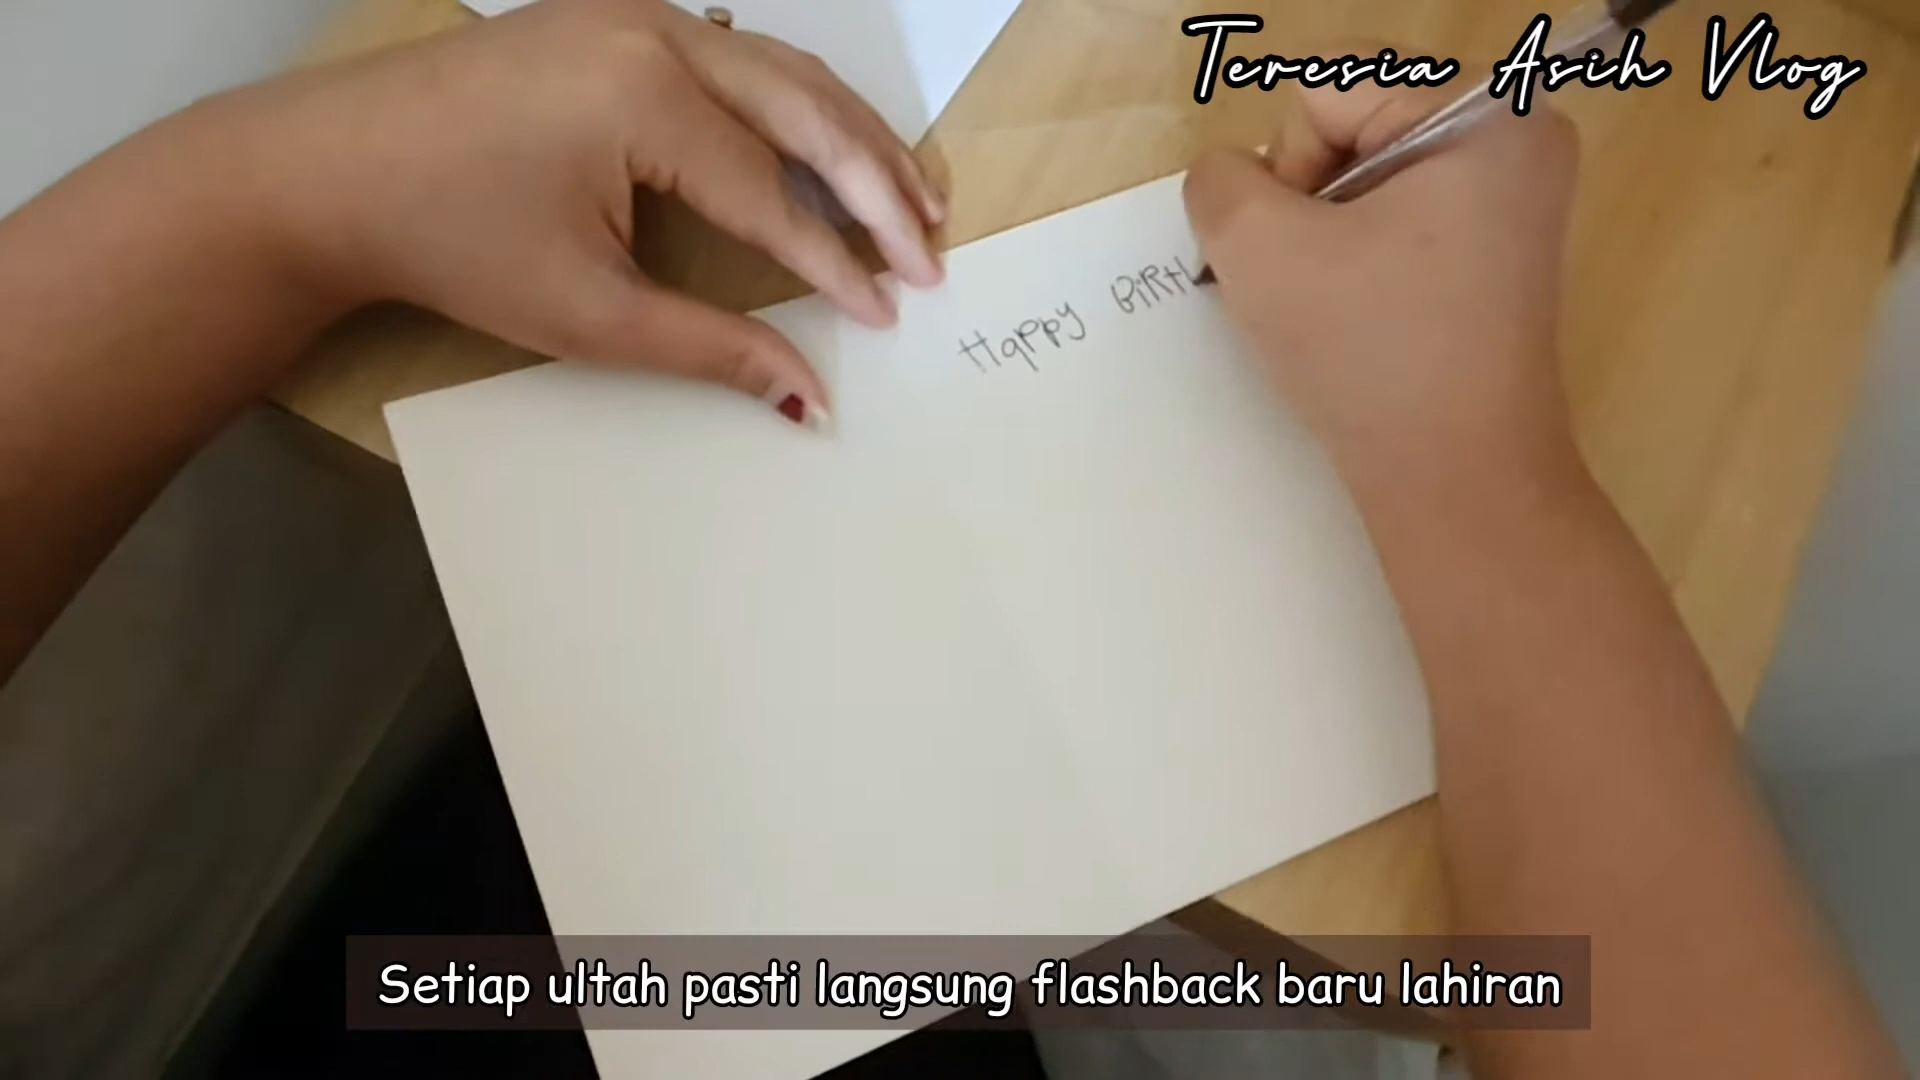 Teresia Asih Vlog
Happy BiRth
Setiap ultah pasti langsung flashback baru lahiran